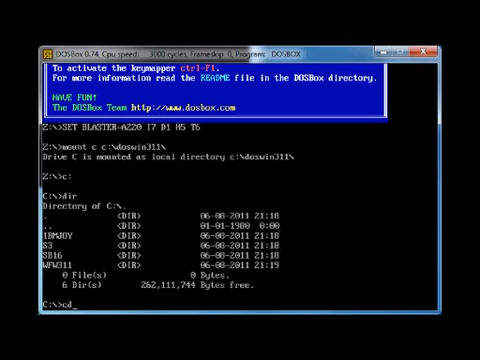 DOSBox 0.74, Cpu speed: 3000 cycles, Frameskip 0, Program: DOSBOX
To activate the keymapper ctrl-F1.
For more information read the README file in the DOSBox directory.
HAVE FUN!
The DOSBox Team http://www.dosbox.com
Z:\>SET BLASTER=A220 I7 D1 H5 T6
Z:\>mount c c:\doswin311\
Drive C is mounted as local directory c:\doswin311\
Z:\>c:
C:\>dir
Directory of C:\.
. <DIR> 06-08-2011 21:18
.. <DIR> 01-01-1980 0:00
IBMJOY <DIR> 06-08-2011 21:18
S3 <DIR> 06-08-2011 21:18
SB16 <DIR> 06-08-2011 21:18
WFW311 <DIR> 06-08-2011 21:19
0 File(s) 0 Bytes.
6 Dir(s) 262,111,744 Bytes free.
C:\>cd_